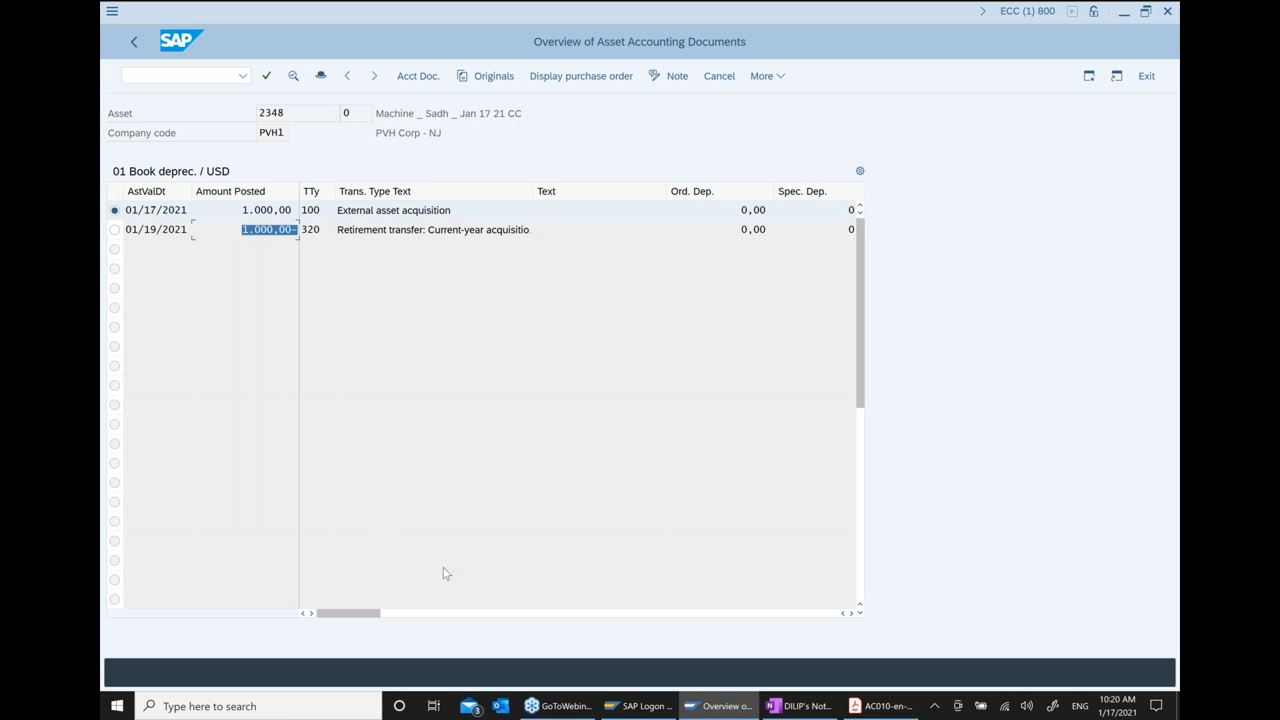 ECC (1) 800
SAP
Overview of Asset Accounting Documents
Acct Doc. Originals Display purchase order Note Cancel More Exit
Asset 2348 0 Machine _ Sadh _ Jan 17 21 CC
Company code PVH1 PVH Corp - NJ
01 Book deprec. / USD
AstValDt Amount Posted TTy Trans. Type Text Text Ord. Dep. Spec. Dep.
01/17/2021 1.000,00 100 External asset acquisition 0,00 0
01/19/2021 1.000,00- 320 Retirement transfer: Current-year acquisitio 0,00 0
Type here to search 3 GoToWebin... SAP Logon ... Overview o... DILIP's Not... AC010-en-... ENG 10:20 AM
1/17/2021